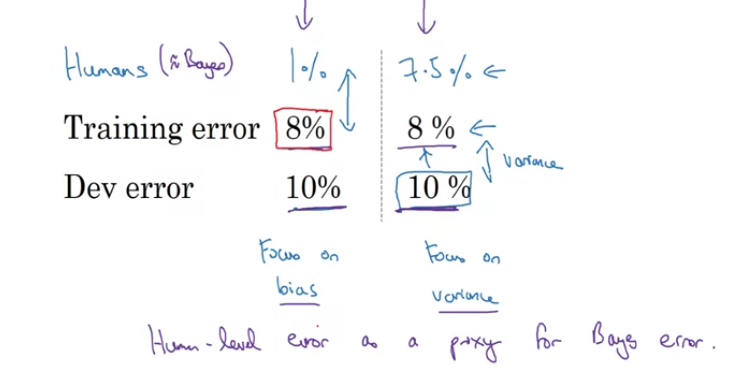 Humans (≈ Bayes) 1% 7.5% ←
Training error 8% 8 % ←
variance
Dev error 10% 10 %
Focus on Focus on
bias variance
Human-level error as a proxy for Bayes error.